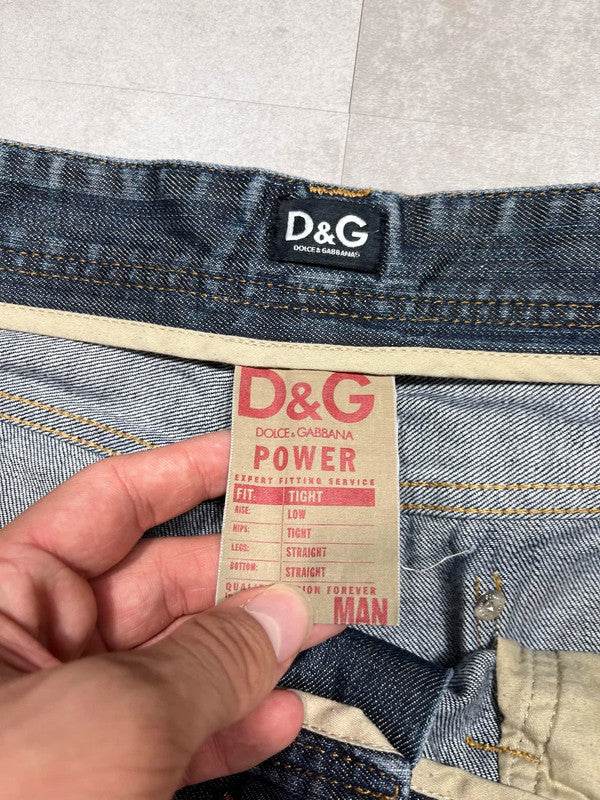 D&G
DOLCE & GABBANA
D&G
DOLCE & GABBANA
POWER
EXPERT FITTING SERVICE
FIT: TIGHT
RISE: LOW
HIPS: TIGHT
LEGS: STRAIGHT
BOTTOM: STRAIGHT
FOREVER
MAN